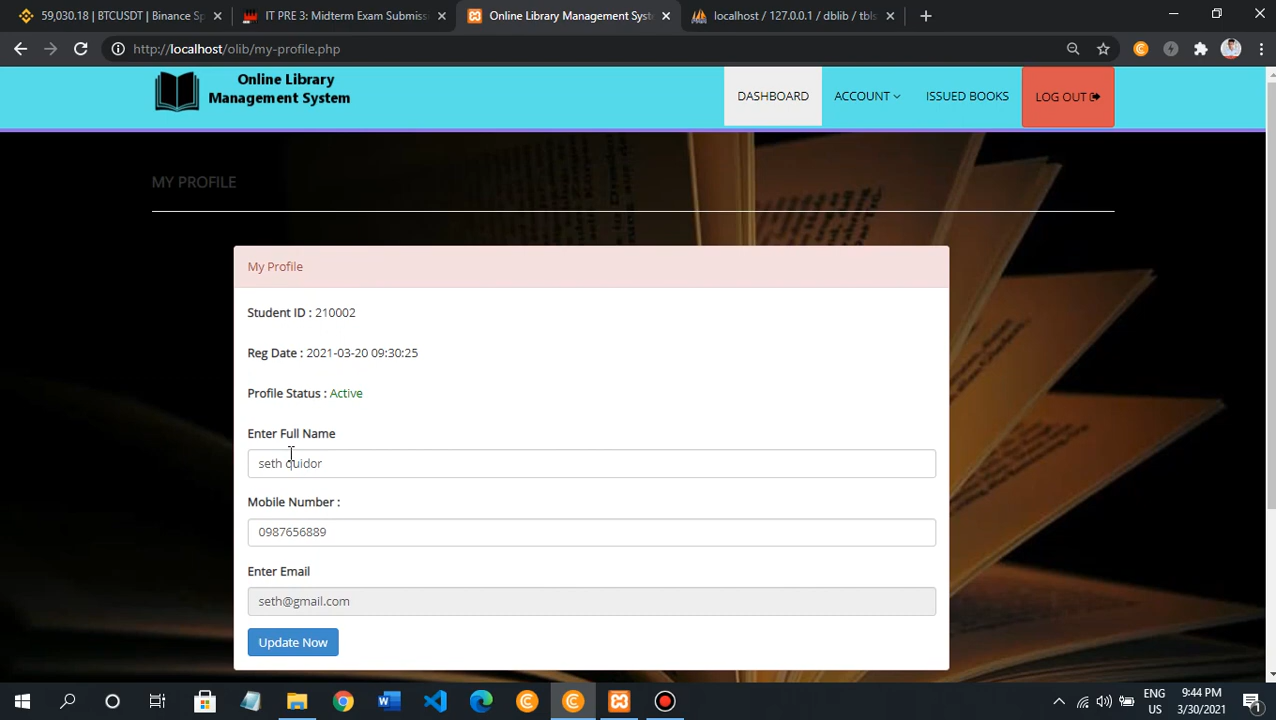 59,030.18 | BTCUSDT | Binance Sp
IT PRE 3: Midterm Exam Submiss
Online Library Management Syst
localhost / 127.0.0.1 / dblib / tbls
http://localhost/olib/my-profile.php
Online Library
Management System
DASHBOARD
ACCOUNT
ISSUED BOOKS
LOG OUT
MY PROFILE
My Profile
Student ID : 210002
Reg Date : 2021-03-20 09:30:25
Profile Status : Active
Enter Full Name
seth quidor
Mobile Number :
0987656889
Enter Email
seth@gmail.com
Update Now
ENG
US
9:44 PM
3/30/2021
1